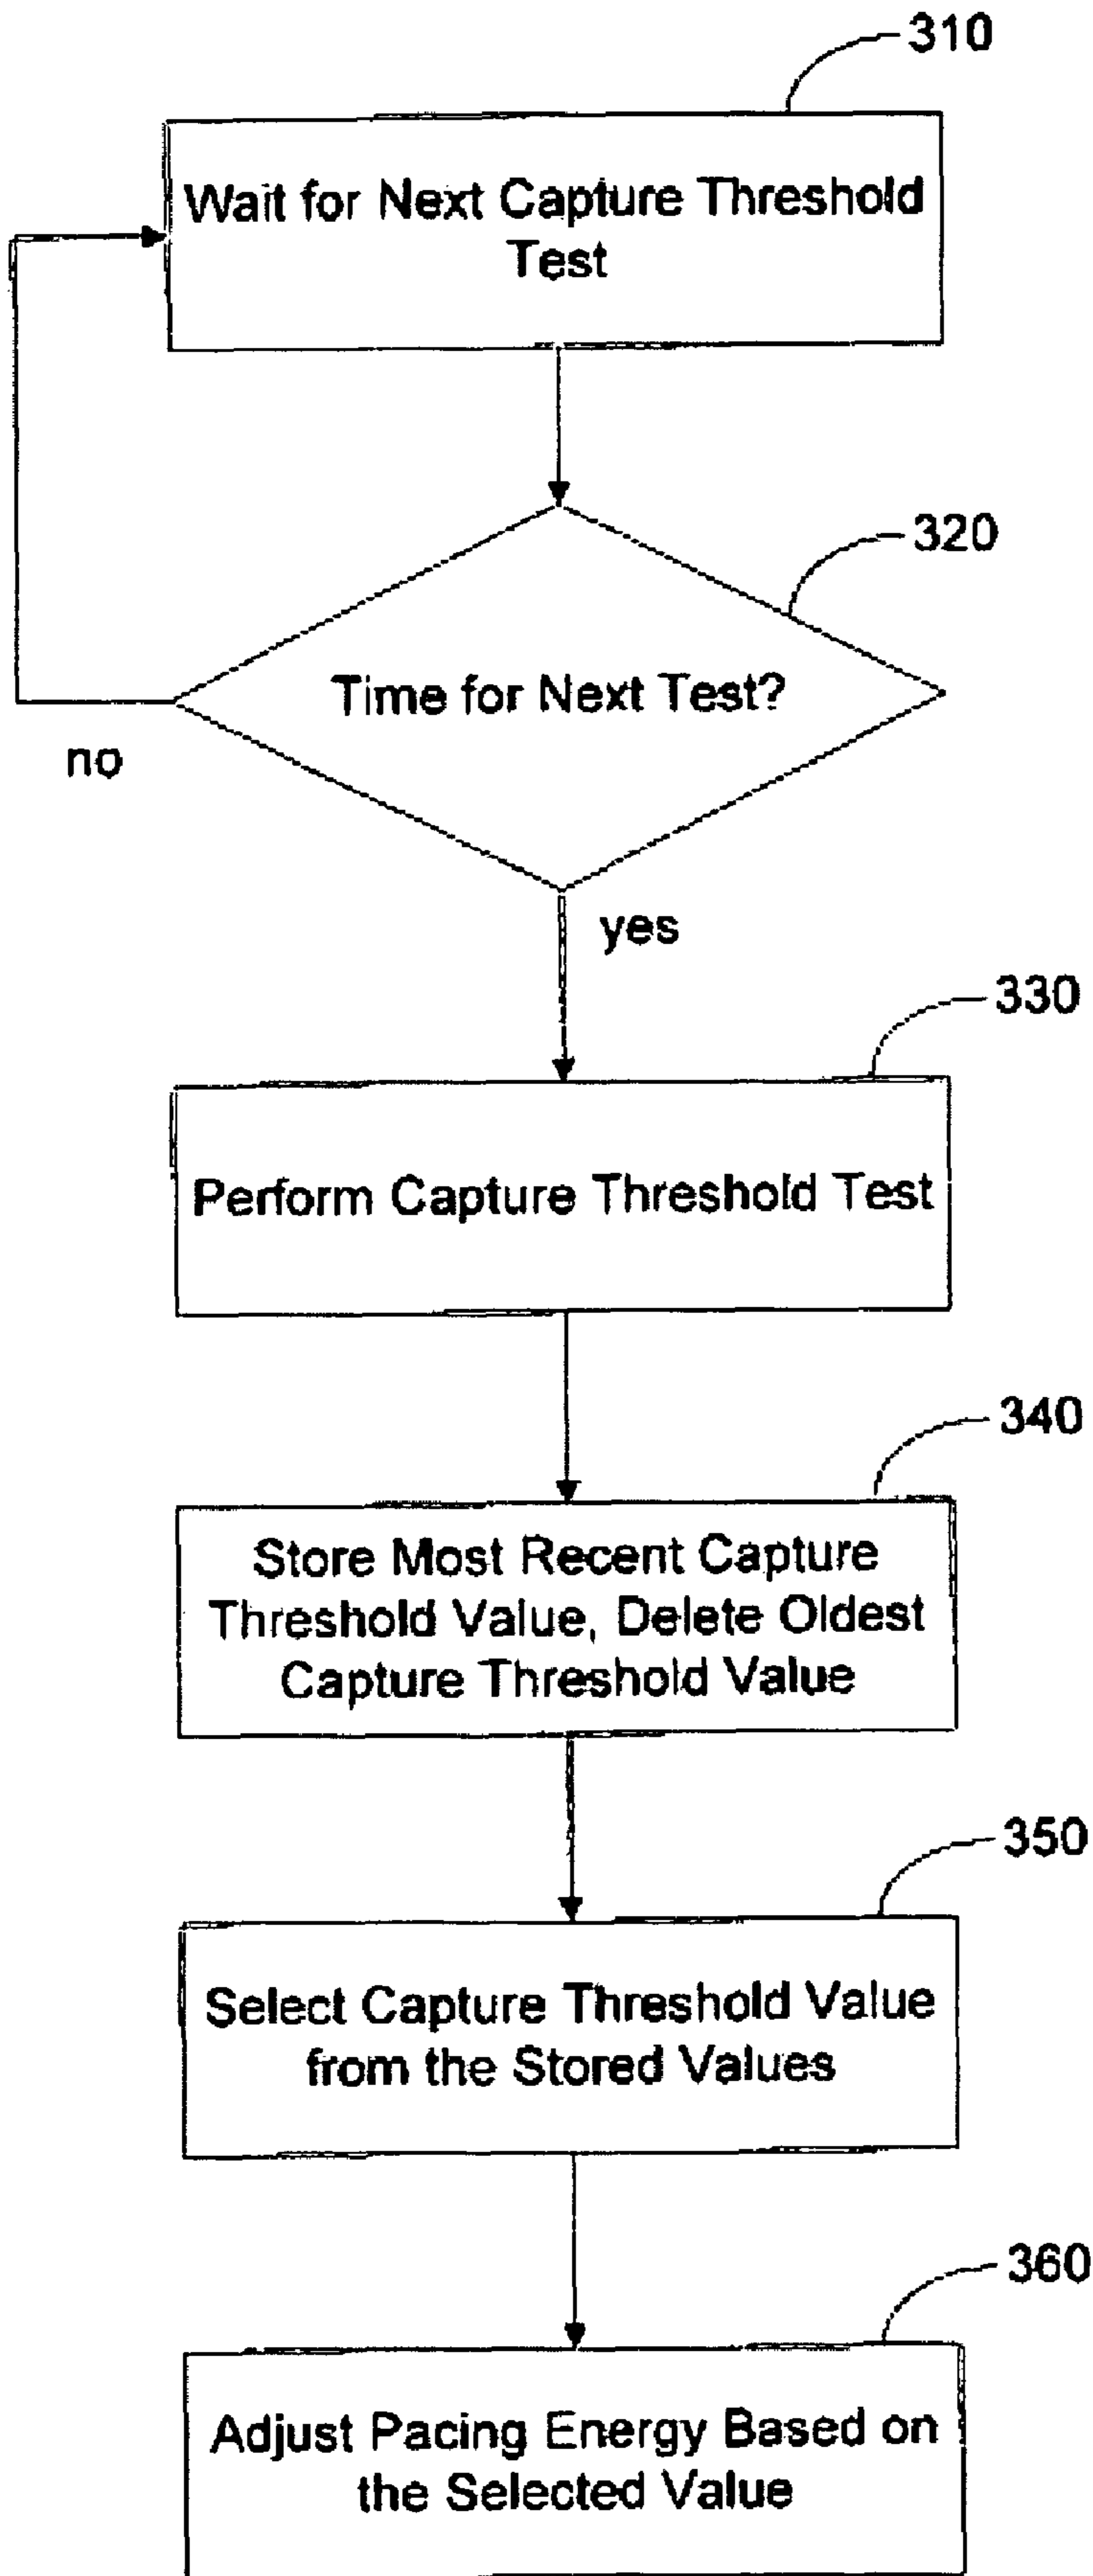 310
Wait for Next Capture Threshold
Test
320
Time for Next Test?
no
yes
330
Perform Capture Threshold Test
340
Store Most Recent Capture
Threshold Value, Delete Oldest
Capture Threshold Value
350
Select Capture Threshold Value
from the Stored Values
360
Adjust Pacing Energy Based on
the Selected Value